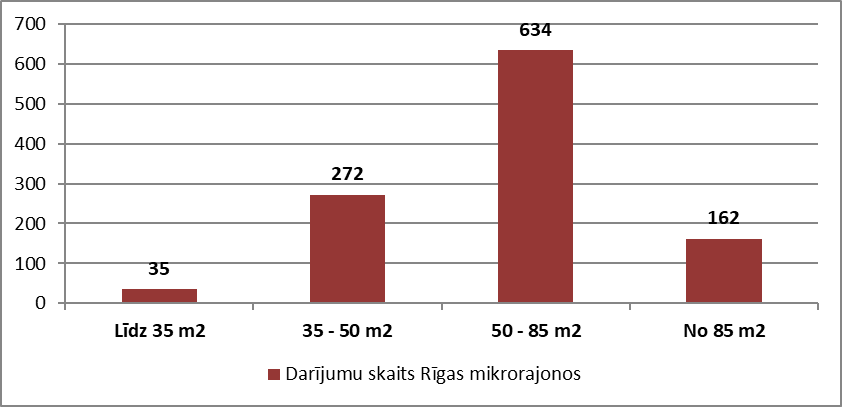 700
634
600
500
400
300
272
200
162
100
35
0
Līdz 35 m2
35 - 50 m2
50 - 85 m2
No 85 m2
Darījumu skaits Rīgas mikrorajonos